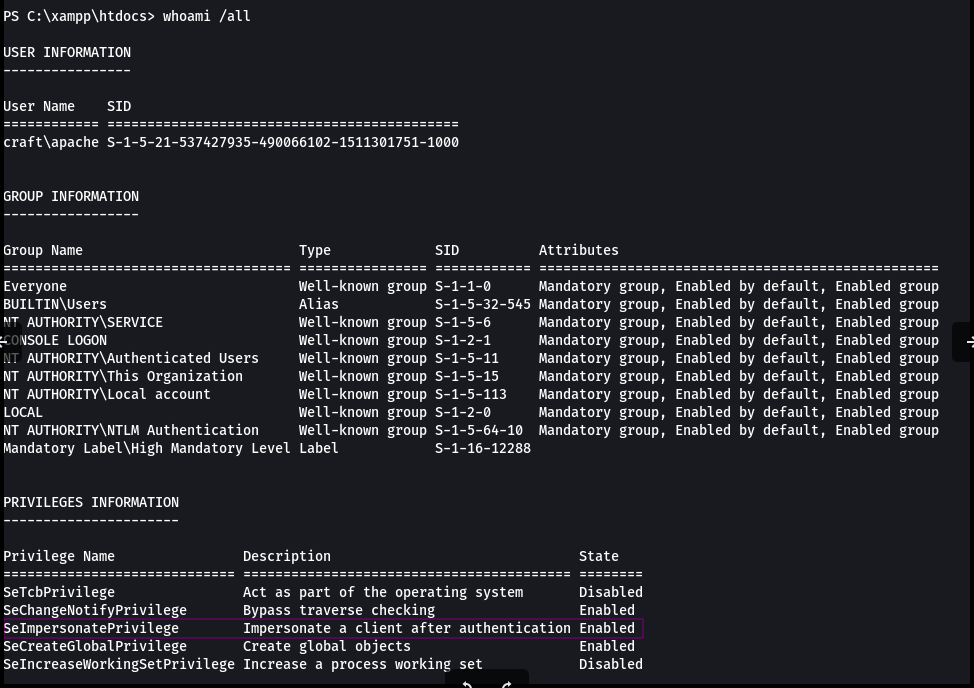 PS C:\xampp\htdocs> whoami /all
USER INFORMATION
----------------
User Name    SID
============ ============================================
craft\apache S-1-5-21-537427935-490066102-1511301751-1000
GROUP INFORMATION
-----------------
Group Name                           Type             SID          Attributes
==================================== ================ ============ ==================================================
Everyone                             Well-known group S-1-1-0      Mandatory group, Enabled by default, Enabled group
BUILTIN\Users                        Alias            S-1-5-32-545 Mandatory group, Enabled by default, Enabled group
NT AUTHORITY\SERVICE                 Well-known group S-1-5-6      Mandatory group, Enabled by default, Enabled group
CONSOLE LOGON                        Well-known group S-1-2-1      Mandatory group, Enabled by default, Enabled group
NT AUTHORITY\Authenticated Users     Well-known group S-1-5-11     Mandatory group, Enabled by default, Enabled group
NT AUTHORITY\This Organization       Well-known group S-1-5-15     Mandatory group, Enabled by default, Enabled group
NT AUTHORITY\Local account           Well-known group S-1-5-113    Mandatory group, Enabled by default, Enabled group
LOCAL                                Well-known group S-1-2-0      Mandatory group, Enabled by default, Enabled group
NT AUTHORITY\NTLM Authentication     Well-known group S-1-5-64-10  Mandatory group, Enabled by default, Enabled group
Mandatory Label\High Mandatory Level Label            S-1-16-12288
PRIVILEGES INFORMATION
----------------------
Privilege Name                Description                               State
============================= ========================================= ========
SeTcbPrivilege                Act as part of the operating system       Disabled
SeChangeNotifyPrivilege       Bypass traverse checking                  Enabled
SeImpersonatePrivilege        Impersonate a client after authentication Enabled
SeCreateGlobalPrivilege       Create global objects                     Enabled
SeIncreaseWorkingSetPrivilege Increase a process working set            Disabled